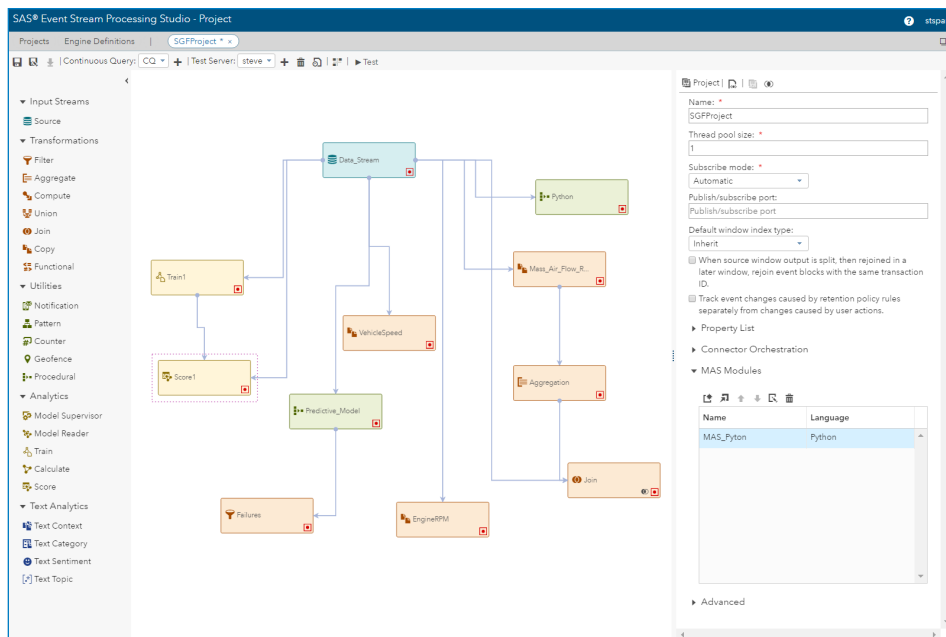 SAS® Event Stream Processing Studio - Project
stspa
Projects Engine Definitions | SGFProject * ×
Continuous Query: CQ Test Server: steve Test
Input Streams
Source
Transformations
Filter
Aggregate
Compute
Union
Join
Copy
Functional
Utilities
Notification
Pattern
Counter
Geofence
Procedural
Analytics
Model Supervisor
Model Reader
Train
Calculate
Score
Text Analytics
Text Context
Text Category
Text Sentiment
Text Topic
Data_Stream
Python
Train1
Mass_Air_Flow_R...
VehicleSpeed
Score1
Aggregation
Predictive_Model
Join
Failures
EngineRPM
Project
Name: *
SGFProject
Thread pool size: *
1
Subscribe mode: *
Automatic
Publish/subscribe port:
Publish/subscribe port
Default window index type:
Inherit
When source window output is split, then rejoined in a
later window, rejoin event blocks with the same transaction
ID.
Track event changes caused by retention policy rules
separately from changes caused by user actions.
Property List
Connector Orchestration
MAS Modules
Name Language
MAS_Pyton Python
Advanced